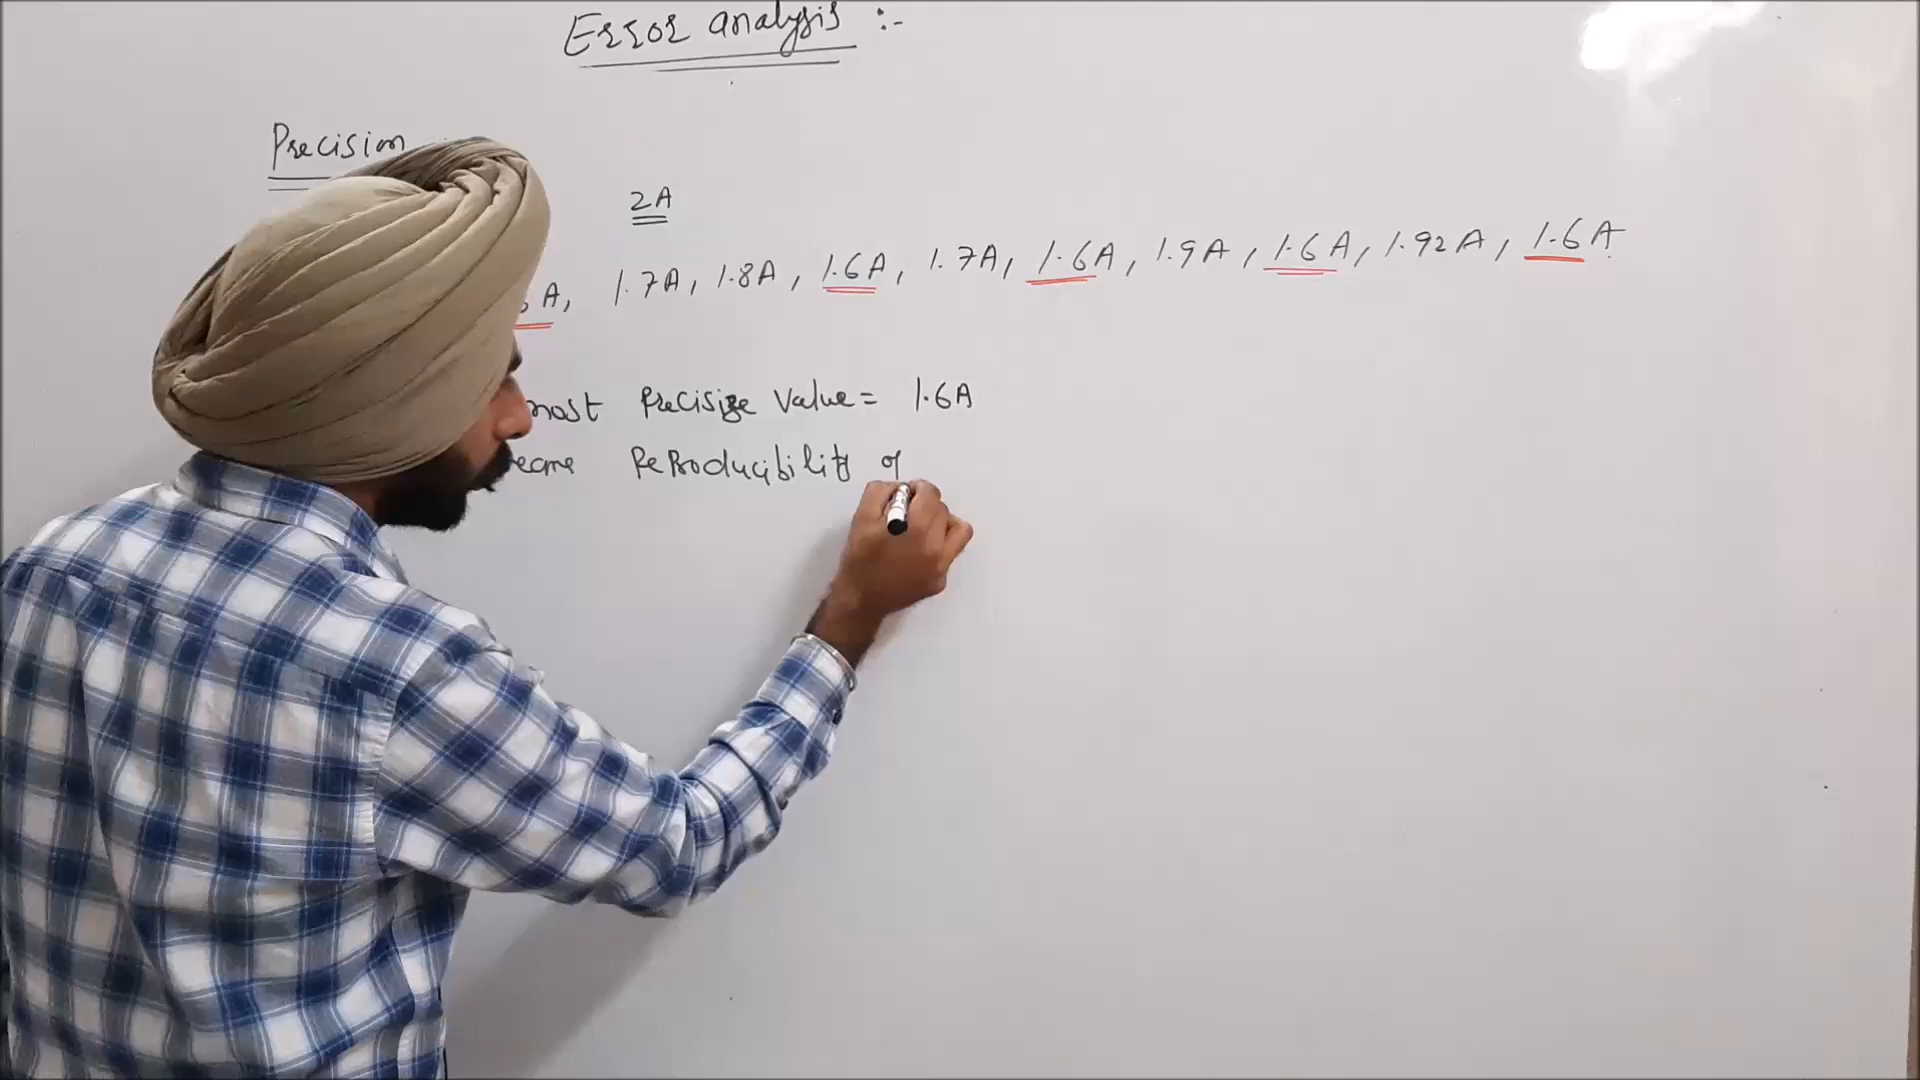 Error analysis :-
Precision
2A
A, 1.7A, 1.8A, 1.6A, 1.7A, 1.6A, 1.9A, 1.6A, 1.92A, 1.6A
most Precisize Value = 1.6A
Reproducibility of